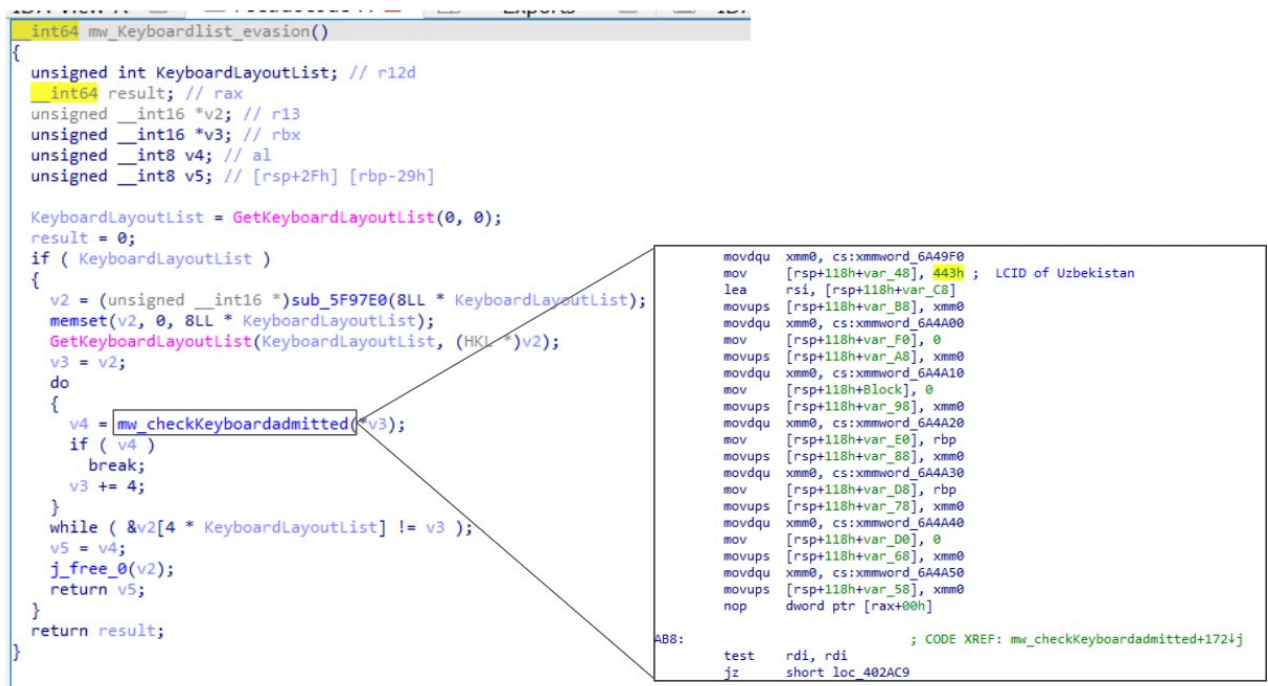 __int64 mw_Keyboardlist_evasion()
{
unsigned int KeyboardLayoutList; // r12d
__int64 result; // rax
unsigned __int16 *v2; // r13
unsigned __int16 *v3; // rbx
unsigned __int8 v4; // al
unsigned __int8 v5; // [rsp+2Fh] [rbp-29h]
KeyboardLayoutList = GetKeyboardLayoutList(0, 0);
result = 0;
if ( KeyboardLayoutList )
{
v2 = (unsigned __int16 *)sub_5F97E0(8LL * KeyboardLayoutList);
memset(v2, 0, 8LL * KeyboardLayoutList);
GetKeyboardLayoutList(KeyboardLayoutList, (HKL *)v2);
v3 = v2;
do
{
v4 = mw_checkKeyboardadmitted(*v3);
if ( v4 )
break;
v3 += 4;
}
while ( &v2[4 * KeyboardLayoutList] != v3 );
v5 = v4;
j_free_0(v2);
return v5;
}
return result;
}
movdqu xmm0, cs:xmmword_6A49F0
mov [rsp+118h+var_48], 443h ; LCID of Uzbekistan
lea rsi, [rsp+118h+var_C8]
movups [rsp+118h+var_B8], xmm0
movdqu xmm0, cs:xmmword_6A4A00
mov [rsp+118h+var_F0], 0
movups [rsp+118h+var_A8], xmm0
movdqu xmm0, cs:xmmword_6A4A10
mov [rsp+118h+Block], 0
movups [rsp+118h+var_98], xmm0
movdqu xmm0, cs:xmmword_6A4A20
mov [rsp+118h+var_E0], rbp
movups [rsp+118h+var_88], xmm0
movdqu xmm0, cs:xmmword_6A4A30
mov [rsp+118h+var_D8], rbp
movups [rsp+118h+var_78], xmm0
movdqu xmm0, cs:xmmword_6A4A40
mov [rsp+118h+var_D0], 0
movups [rsp+118h+var_68], xmm0
movdqu xmm0, cs:xmmword_6A4A50
movups [rsp+118h+var_58], xmm0
nop dword ptr [rax+00h]
AB8: ; CODE XREF: mw_checkKeyboardadmitted+172↓j
test rdi, rdi
jz short loc_402AC9